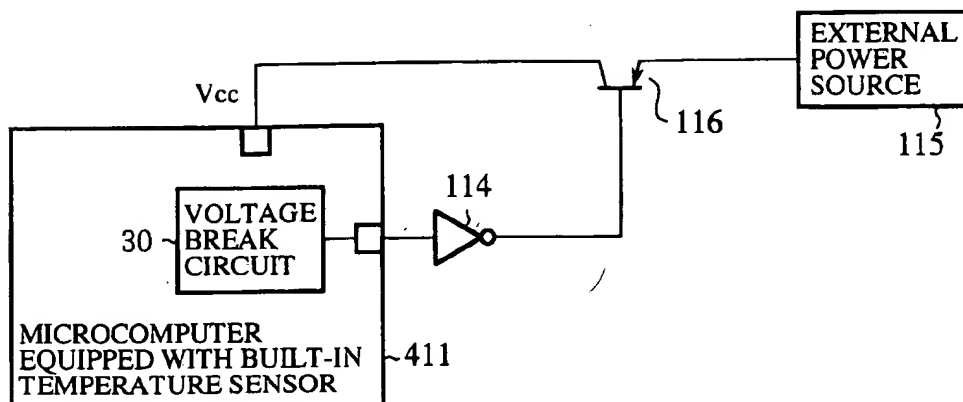 EXTERNAL
POWER
SOURCE
115
116
Vcc
114
30
VOLTAGE
BREAK
CIRCUIT
MICROCOMPUTER
EQUIPPED WITH BUILT-IN
TEMPERATURE SENSOR
411